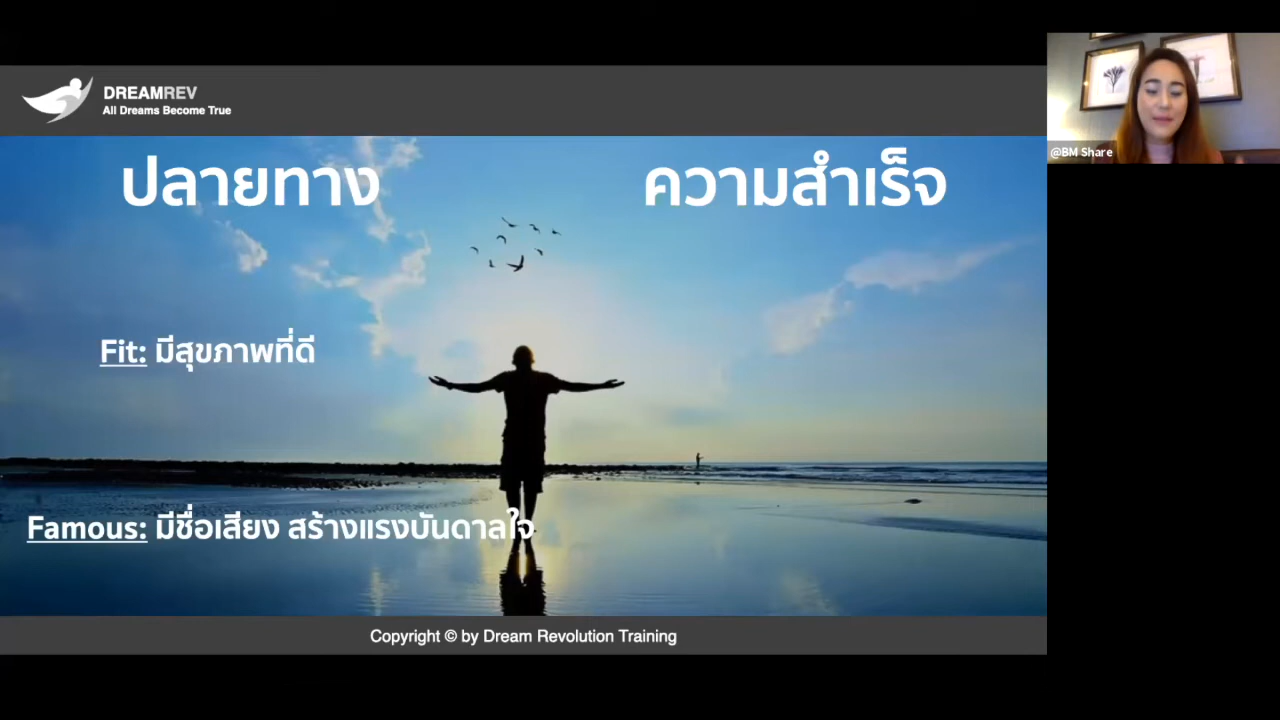 DREAMREV
All Dreams Become True
@BM Share
ปลายทาง
ความสำเร็จ
Fit: มีสุขภาพที่ดี
Famous: มีชื่อเสียง สร้างแรงบันดาลใจ
Copyright © by Dream Revolution Training